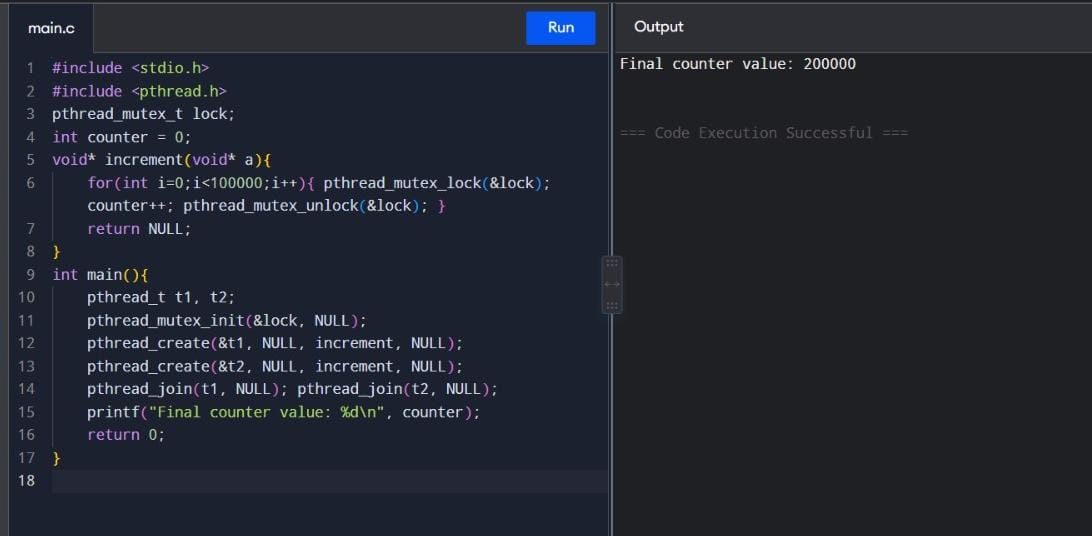 main.c
Run
Output
1 #include <stdio.h>
2 #include <pthread.h>
3 pthread_mutex_t lock;
4 int counter = 0;
5 void* increment(void* a){
6 for(int i=0;i<100000;i++){ pthread_mutex_lock(&lock);
counter++; pthread_mutex_unlock(&lock); }
7 return NULL;
8 }
9 int main(){
10 pthread_t t1, t2;
11 pthread_mutex_init(&lock, NULL);
12 pthread_create(&t1, NULL, increment, NULL);
13 pthread_create(&t2, NULL, increment, NULL);
14 pthread_join(t1, NULL); pthread_join(t2, NULL);
15 printf("Final counter value: %d\n", counter);
16 return 0;
17 }
18
Final counter value: 200000
=== Code Execution Successful ===